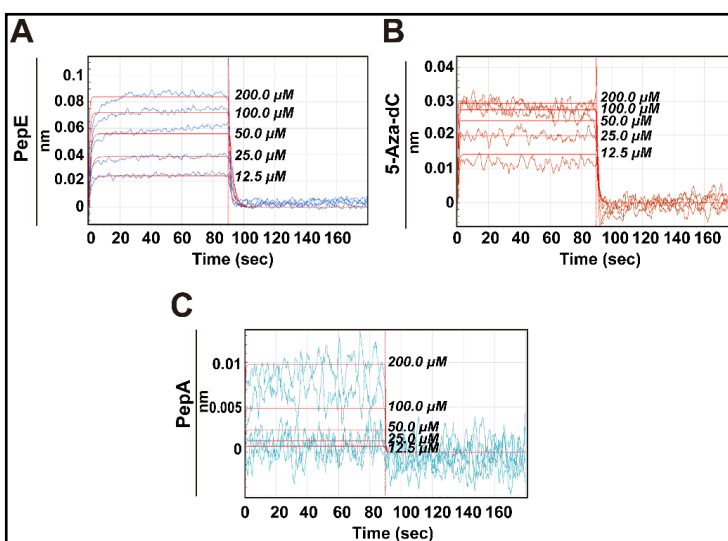 A
PepE
nm
0.1
0.08
0.06
0.04
0.02
0
200.0 µM
100.0 µM
50.0 µM
25.0 µM
12.5 µM
0 20 40 60 80 100 120 140 160
Time (sec)
B
5-Aza-dC
nm
0.04
0.03
0.02
0.01
0
200.0 µM
100.0 µM
50.0 µM
25.0 µM
12.5 µM
0 20 40 60 80 100 120 140 160
Time (sec)
C
PepA
nm
0.01
0.005
0
200.0 µM
100.0 µM
50.0 µM
25.0 µM
12.5 µM
0 20 40 60 80 100 120 140 160
Time (sec)